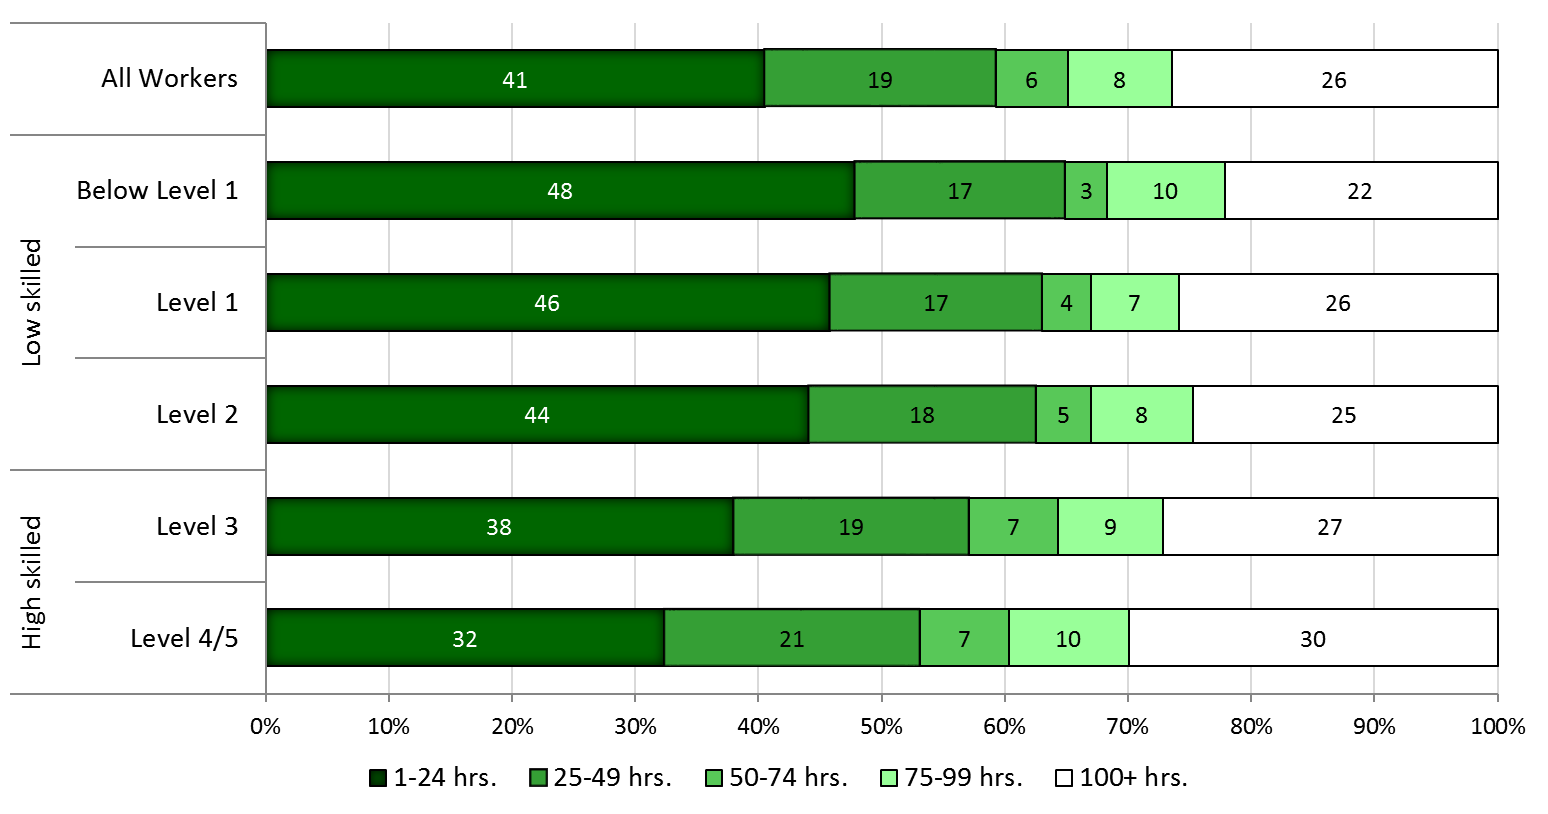 All Workers 41 19 6 8 26
Low skilled
Below Level 1 48 17 3 10 22
Level 1 46 17 4 7 26
Level 2 44 18 5 8 25
High skilled
Level 3 38 19 7 9 27
Level 4/5 32 21 7 10 30
0% 10% 20% 30% 40% 50% 60% 70% 80% 90% 100%
1-24 hrs. 25-49 hrs. 50-74 hrs. 75-99 hrs. 100+ hrs.